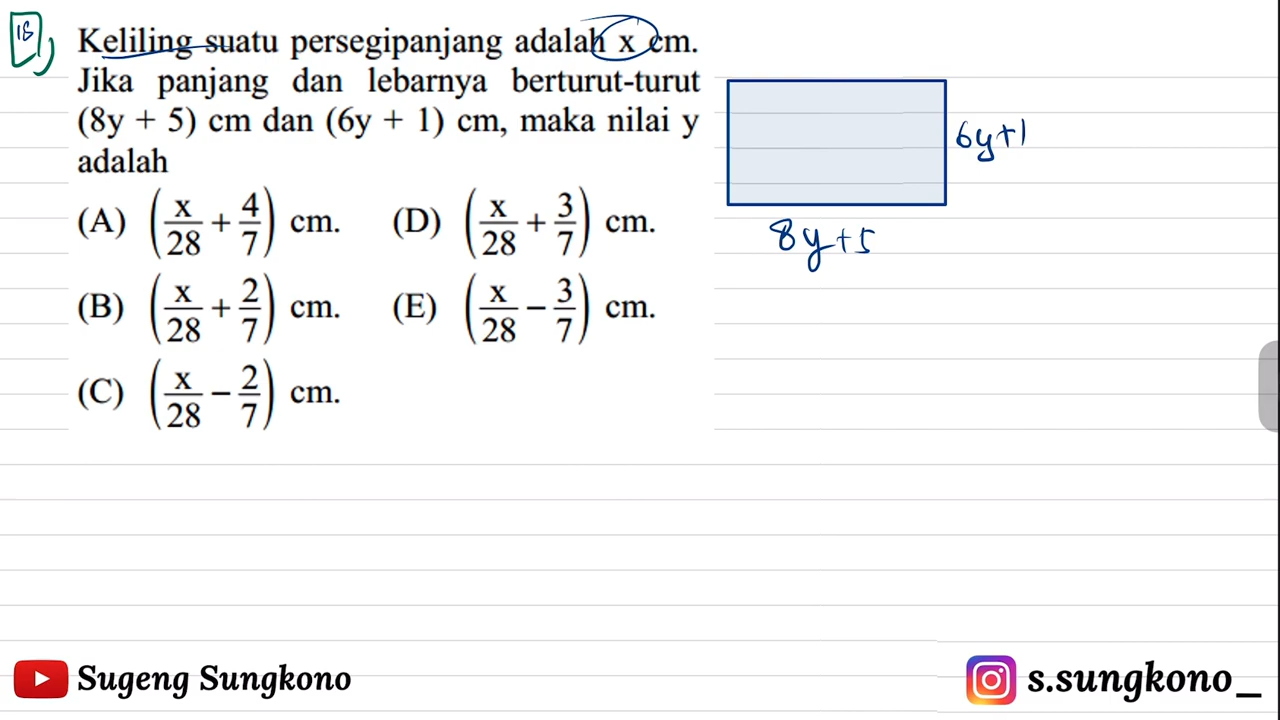 18)
Keliling suatu persegipanjang adalah x cm.
Jika panjang dan lebarnya berturut-turut
(8y + 5) cm dan (6y + 1) cm, maka nilai y
adalah
(A) (x/28 + 4/7) cm. (D) (x/28 + 3/7) cm.
(B) (x/28 + 2/7) cm. (E) (x/28 − 3/7) cm.
(C) (x/28 − 2/7) cm.
6y+1
8y+5
Sugeng Sungkono
s.sungkono_